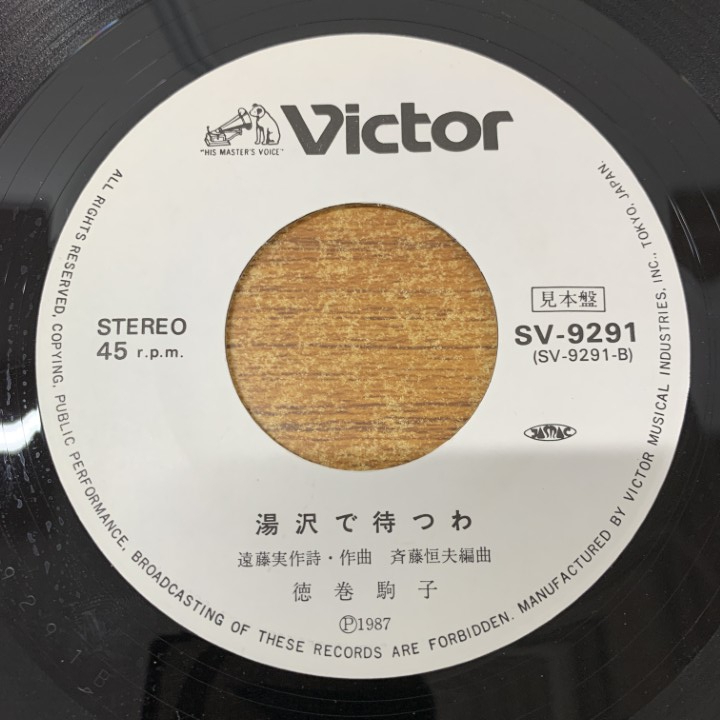 Victor
"HIS MASTER'S VOICE"
STEREO
45 r.p.m.
見本盤
SV-9291
(SV-9291-B)
JASRAC
湯沢で待つわ
遠藤実作詩・作曲 斉藤恒夫編曲
徳巻駒子
Ⓟ1987
ALL RIGHTS RESERVED, COPYING, PUBLIC PERFORMANCE, BROADCASTING OF THESE RECORDS ARE FORBIDDEN. MANUFACTURED BY VICTOR MUSICAL INDUSTRIES, INC., TOKYO, JAPAN.